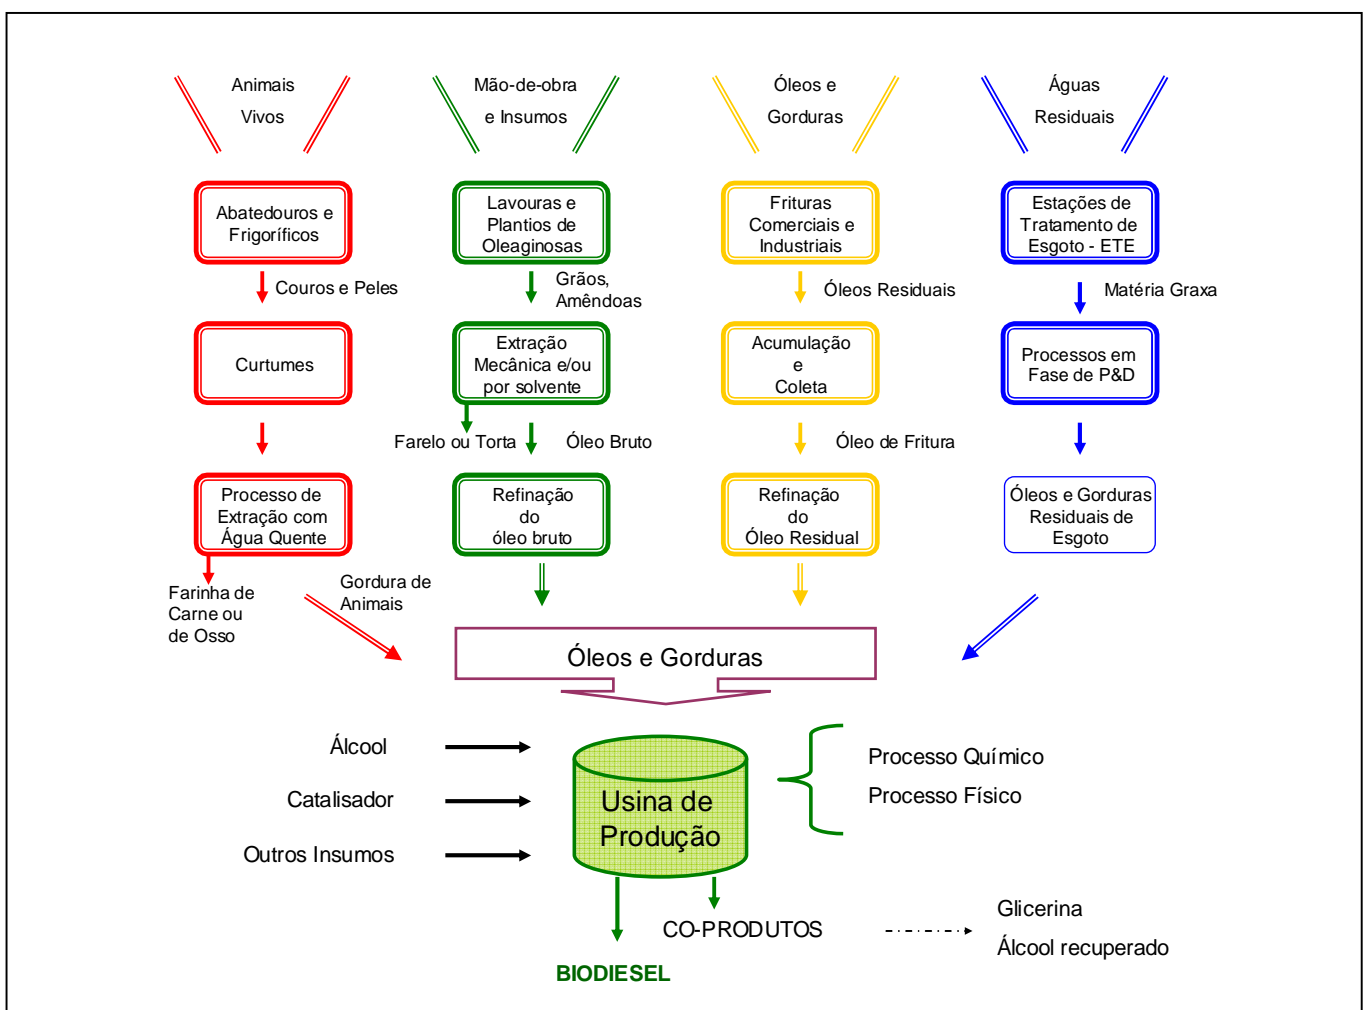 Animais
Vivos
Mão-de-obra
e Insumos
Óleos e
Gorduras
Águas
Residuais
Abatedouros e
Frigoríficos
Lavouras e
Plantios de
Oleaginosas
Frituras
Comerciais e
Industriais
Estações de
Tratamento de
Esgoto - ETE
Couros e Peles
Grãos,
Amêndoas
Óleos Residuais
Matéria Graxa
Curtumes
Extração
Mecânica e/ou
por solvente
Acumulação
e
Coleta
Processos em
Fase de P&D
Farelo ou Torta
Óleo Bruto
Óleo de Fritura
Processo de
Extração com
Água Quente
Refinação
do
óleo bruto
Refinação
do
Óleo Residual
Óleos e Gorduras
Residuais de
Esgoto
Farinha de
Carne ou
de Osso
Gordura de
Animais
Óleos e Gorduras
Álcool
Catalisador
Outros Insumos
Usina de
Produção
Processo Químico
Processo Físico
CO-PRODUTOS
Glicerina
Álcool recuperado
BIODIESEL